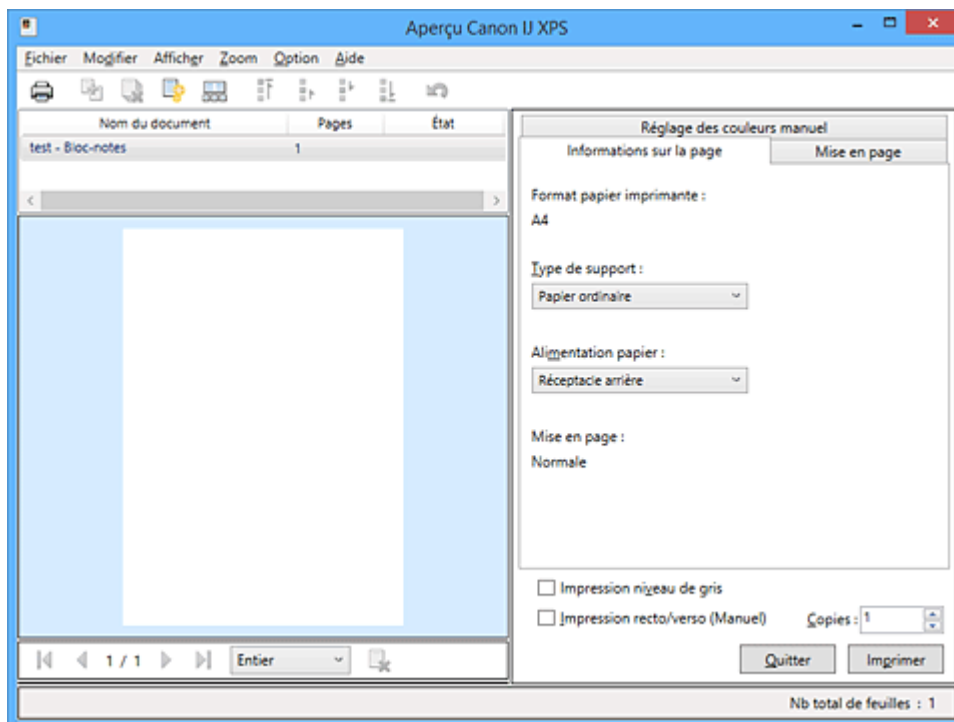 Aperçu Canon IJ XPS
Fichier Modifier Afficher Zoom Option Aide
Nom du document Pages État
test - Bloc-notes 1
Réglage des couleurs manuel
Informations sur la page Mise en page
Format papier imprimante :
A4
Type de support :
Papier ordinaire
Alimentation papier :
Réceptacle arrière
Mise en page :
Normale
Impression niveau de gris
Impression recto/verso (Manuel) Copies : 1
1 / 1 Entier
Quitter Imprimer
Nb total de feuilles : 1